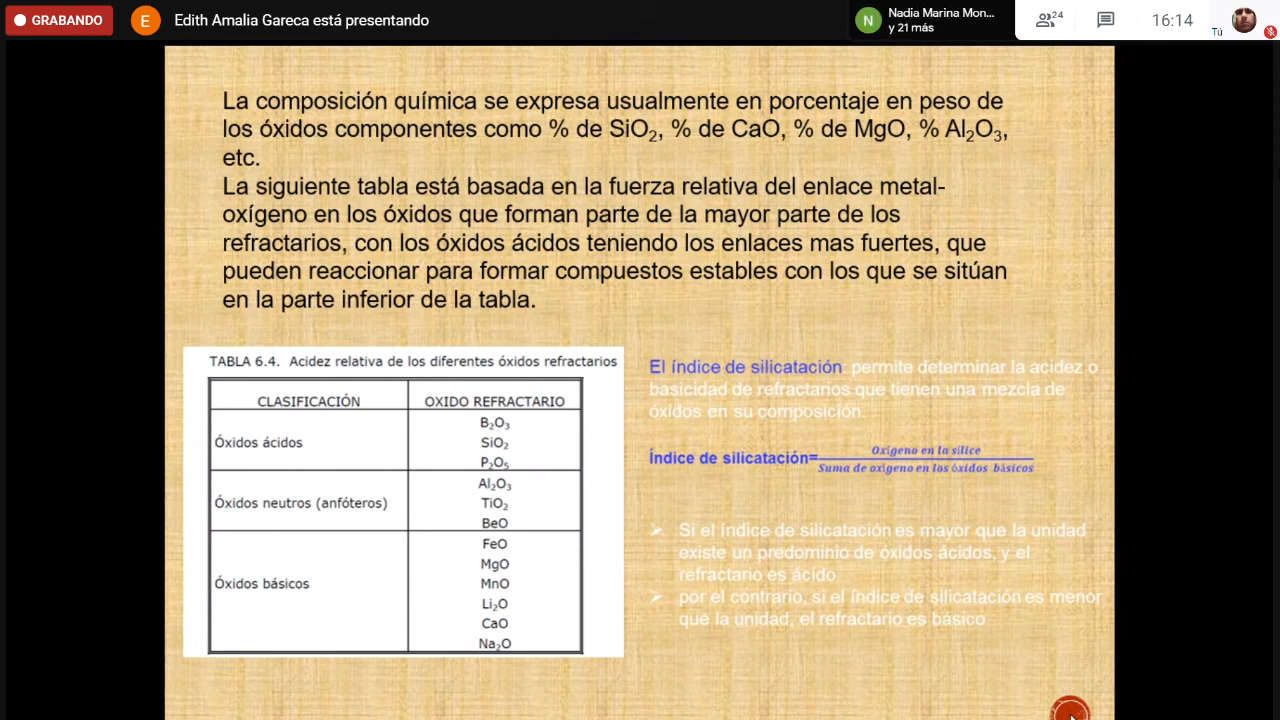 GRABANDO
E
Edith Amalia Gareca está presentando
N
Nadia Marina Mon...
y 21 más
24
16:14
Tú
La composición química se expresa usualmente en porcentaje en peso de
los óxidos componentes como % de SiO₂, % de CaO, % de MgO, % Al₂O₃,
etc.
La siguiente tabla está basada en la fuerza relativa del enlace metal-
oxígeno en los óxidos que forman parte de la mayor parte de los
refractarios, con los óxidos ácidos teniendo los enlaces mas fuertes, que
pueden reaccionar para formar compuestos estables con los que se sitúan
en la parte inferior de la tabla.
TABLA 6.4. Acidez relativa de los diferentes óxidos refractarios
CLASIFICACIÓN OXIDO REFRACTARIO
Óxidos ácidos
B₂O₃
SiO₂
P₂O₅
Óxidos neutros (anfóteros)
Al₂O₃
TiO₂
BeO
Óxidos básicos
FeO
MgO
MnO
Li₂O
CaO
Na₂O
El índice de silicatación permite determinar la acidez o
basicidad de refractarios que tienen una mezcla de
óxidos en su composición.
Índice de silicatación=
Oxígeno en la sílice
Suma de oxígeno en los óxidos básicos
➢ Si el índice de silicatación es mayor que la unidad
existe un predominio de óxidos ácidos, y el
refractario es ácido
➢ por el contrario, si el índice de silicatación es menor
que la unidad, el refractario es básico